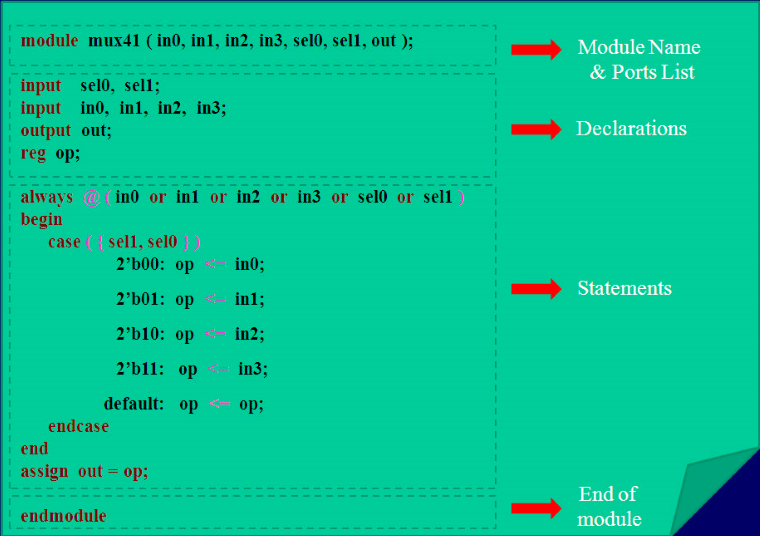 module mux41 ( in0, in1, in2, in3, sel0, sel1, out );
Module Name
& Ports List
input sel0, sel1;
input in0, in1, in2, in3;
output out;
reg op;
Declarations
always @ ( in0 or in1 or in2 or in3 or sel0 or sel1 )
begin
case ( { sel1, sel0 } )
2’b00: op <= in0;
2’b01: op <= in1;
2’b10: op <= in2;
2’b11: op <= in3;
default: op <= op;
endcase
end
assign out = op;
Statements
endmodule
End of
module